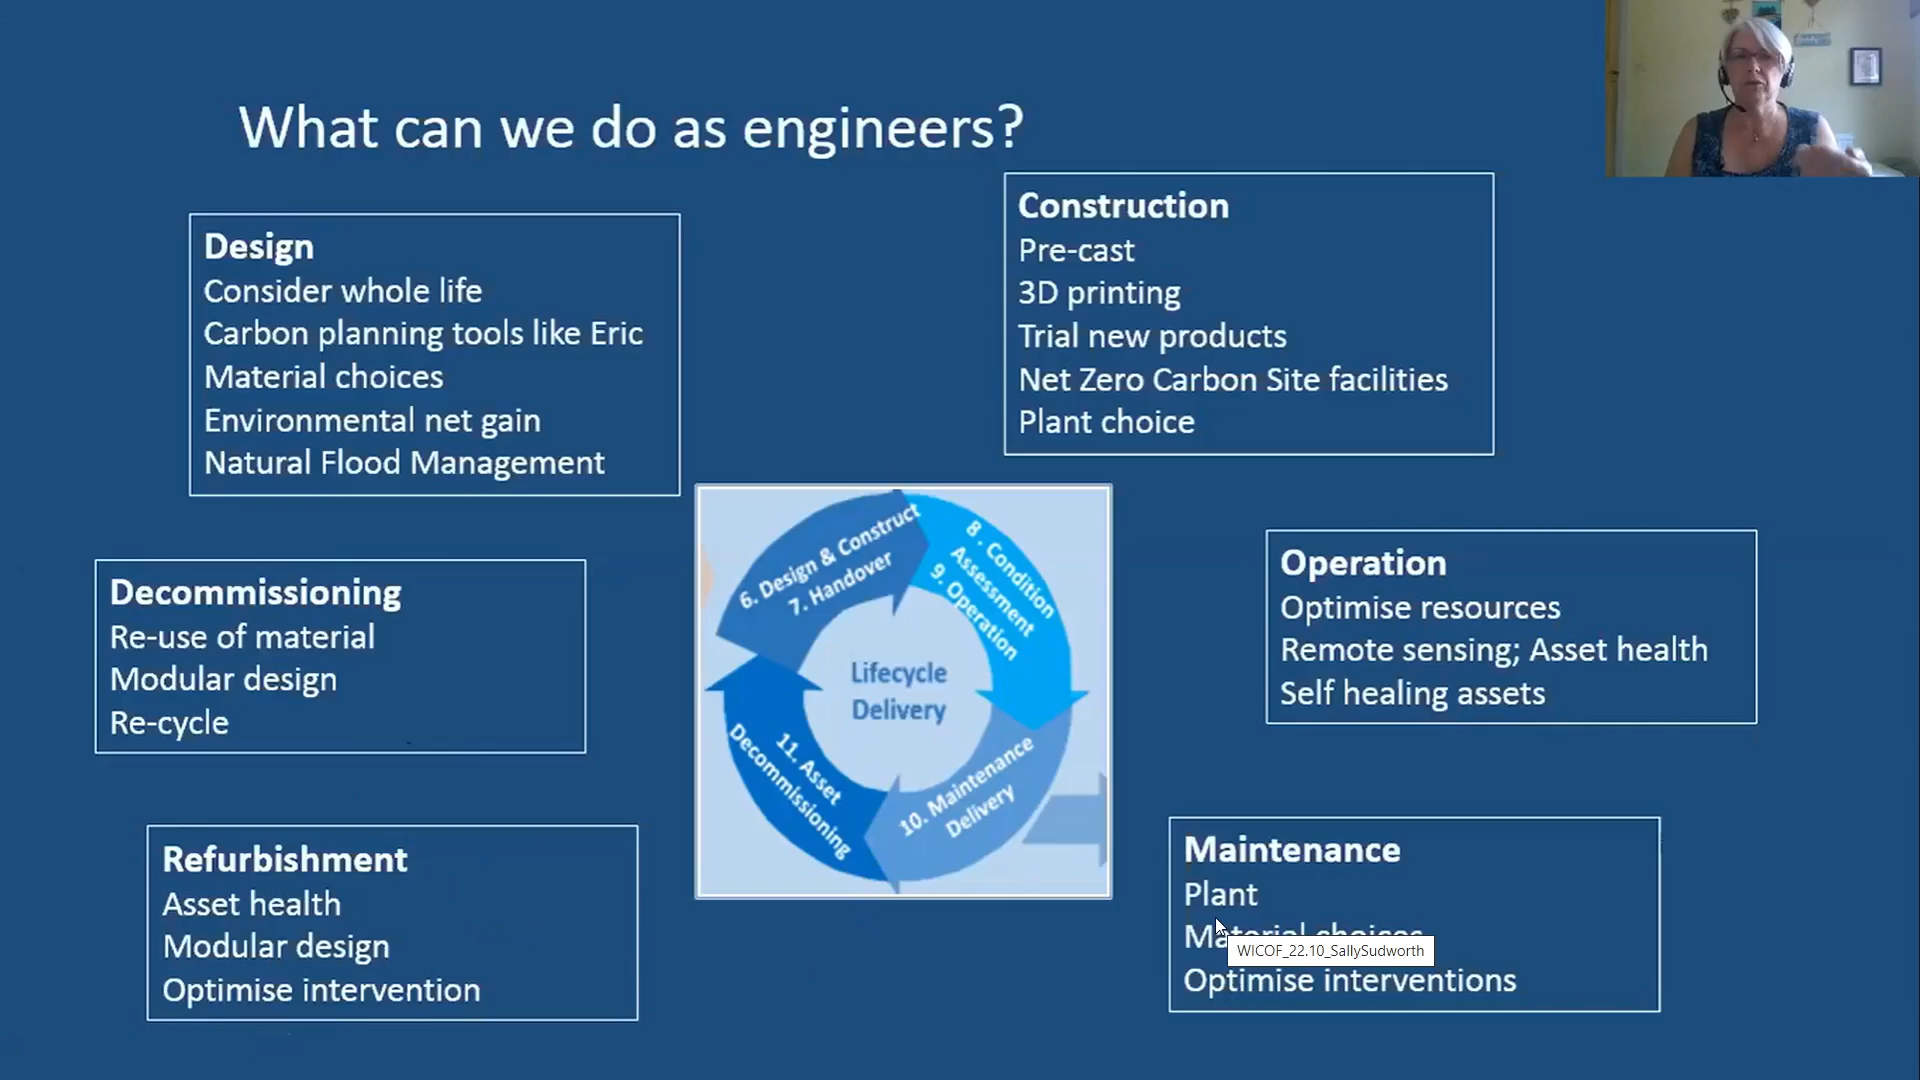 What can we do as engineers?
Design
Consider whole life
Carbon planning tools like Eric
Material choices
Environmental net gain
Natural Flood Management
Construction
Pre-cast
3D printing
Trial new products
Net Zero Carbon Site facilities
Plant choice
Decommissioning
Re-use of material
Modular design
Re-cycle
6. Design & Construct
7. Handover
8 . Condition
Assessment
9. Operation
Lifecycle
Delivery
10. Maintenance
Delivery
11. Asset
Decommissioning
Operation
Optimise resources
Remote sensing; Asset health
Self healing assets
Refurbishment
Asset health
Modular design
Optimise intervention
Maintenance
Plant
Material choices
WICOF_22.10_SallySudworth
Optimise interventions